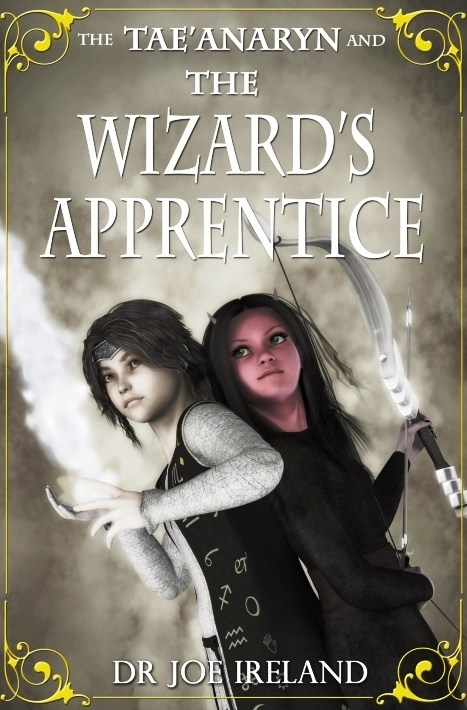 THE TAE'ANARYN AND
THE
WIZARD'S
APPRENTICE
DR JOE IRELAND